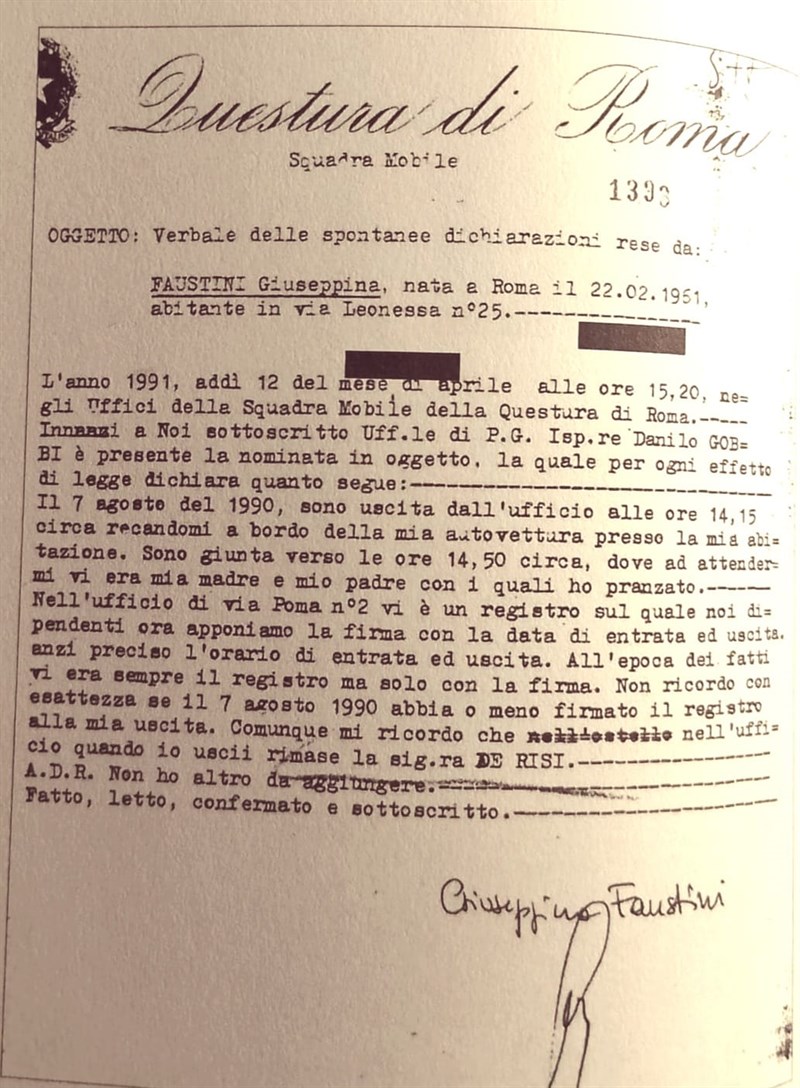 Questura di Roma
Squadra Mobile
OGGETTO: Verbale delle spontanee dichiarazioni rese da:
FAUSTINI Giuseppina, nata a Roma il 22.02.1961,
abitante in via Leonessa n°25.-----------------
L'anno 1991, addì 12 del mese di aprile alle ore 15,20, ne=
gli Uffici della Squadra Mobile della Questura di Roma.-----
Innanzi a Noi sottoscritto Uff.le di P.G. Isp.re Danilo GOB=
BI è presente la nominata in oggetto, la quale per ogni effetto
di legge dichiara quanto segue:-----------------------------
Il 7 agosto del 1990, sono uscita dall'ufficio alle ore 14,15
circa recandomi a bordo della mia autovettura presso la mia abi=
tazione. Sono giunta verso le ore 14,50 circa, dove ad attender=
mi vi era mia madre e mio padre con i quali ho pranzato.------
Nell'ufficio di via Poma n°2 vi è un registro sul quale noi di=
pendenti ora apponiamo la firma con la data di entrata ed uscita.
anzi preciso l'orario di entrata ed uscita. All'epoca dei fatti
vi era sempre il registro ma solo con la firma. Non ricordo con
esattezza se il 7 agosto 1990 abbia o meno firmato il registro
alla mia uscita. Comunque mi ricordo che nell'uffi=
cio quando io uscii rimase la sig.ra DE RISI.----------------
A.D.R. Non ho altro da aggiungere.---------------------------
Fatto, letto, confermato e sottoscritto.---------------------
Giuseppina Faustini